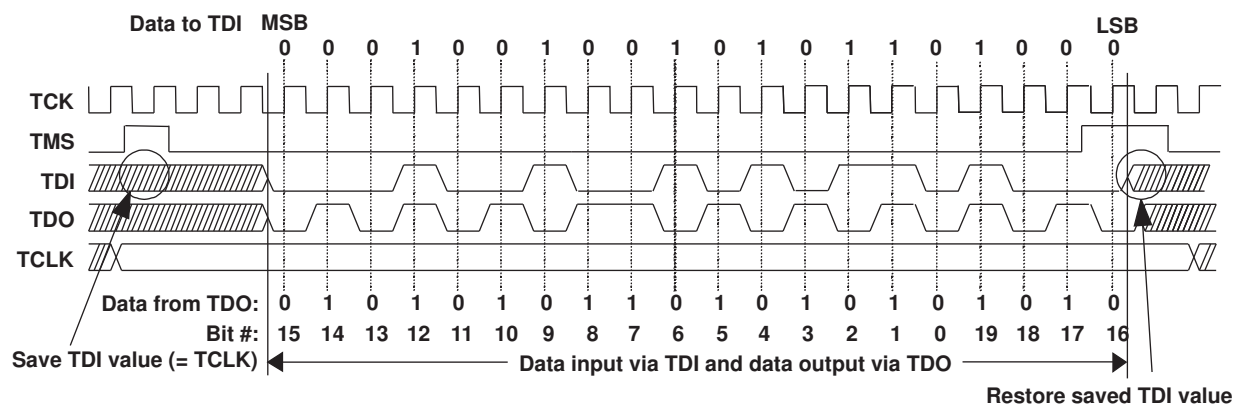 Data to TDI MSB LSB
0 0 0 1 0 0 1 0 0 1 0 1 0 1 1 0 1 0 0 0
TCK
TMS
TDI
TDO
TCLK
Data from TDO: 0 1 0 1 0 1 0 1 1 0 1 0 1 0 1 0 1 0 1 0
Bit #: 15 14 13 12 11 10 9 8 7 6 5 4 3 2 1 0 19 18 17 16
Save TDI value (= TCLK) Data input via TDI and data output via TDO
Restore saved TDI value